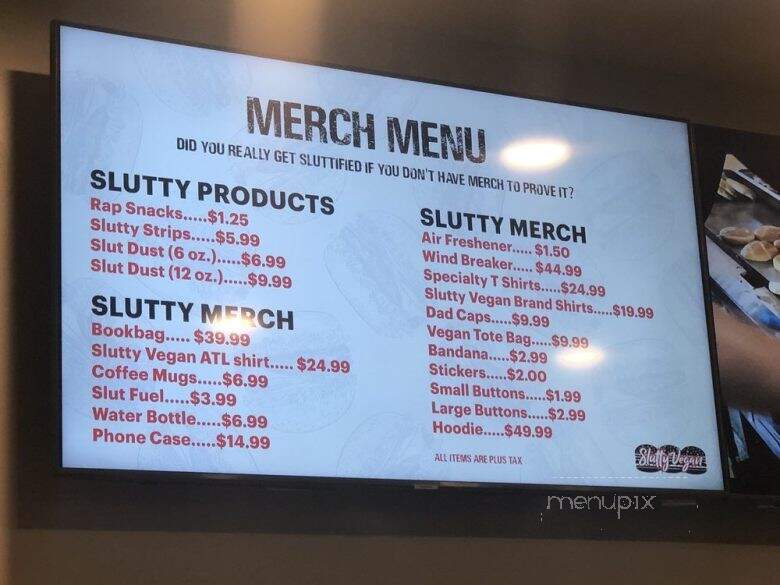 MERCH MENU
DID YOU REALLY GET SLUTTIFIED IF YOU DON'T HAVE MERCH TO PROVE IT?
SLUTTY PRODUCTS
Rap Snacks.....$1.25
Slutty Strips.....$5.99
Slut Dust (6 oz.).....$6.99
Slut Dust (12 oz.).....$9.99
SLUTTY MERCH
Bookbag..... $39.99
Slutty Vegan ATL shirt..... $24.99
Coffee Mugs.....$6.99
Slut Fuel.....$3.99
Water Bottle.....$6.99
Phone Case.....$14.99
SLUTTY MERCH
Air Freshener..... $1.50
Wind Breaker..... $44.99
Specialty T Shirts.....$24.99
Slutty Vegan Brand Shirts.....$19.99
Dad Caps.....$9.99
Vegan Tote Bag.....$9.99
Bandana.....$2.99
Stickers.....$2.00
Small Buttons.....$1.99
Large Buttons.....$2.99
Hoodie.....$49.99
ALL ITEMS ARE PLUS TAX
Slutty Vegan
menupix